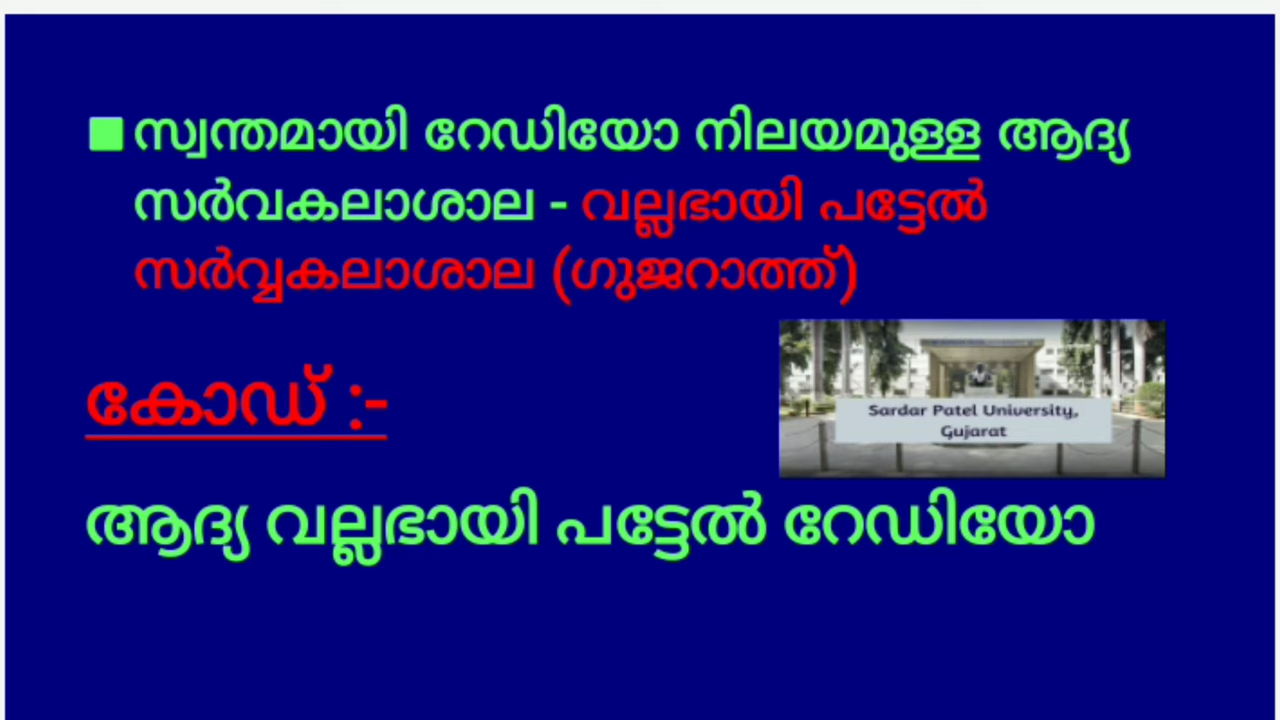 ■ സ്വന്തമായി റേഡിയോ നിലയമുള്ള ആദ്യ
സർവകലാശാല - വല്ലഭായി പട്ടേൽ
സർവ്വകലാശാല (ഗുജറാത്ത്)
കോഡ് :-
Sardar Patel University,
Gujarat
ആദ്യ വല്ലഭായി പട്ടേൽ റേഡിയോ